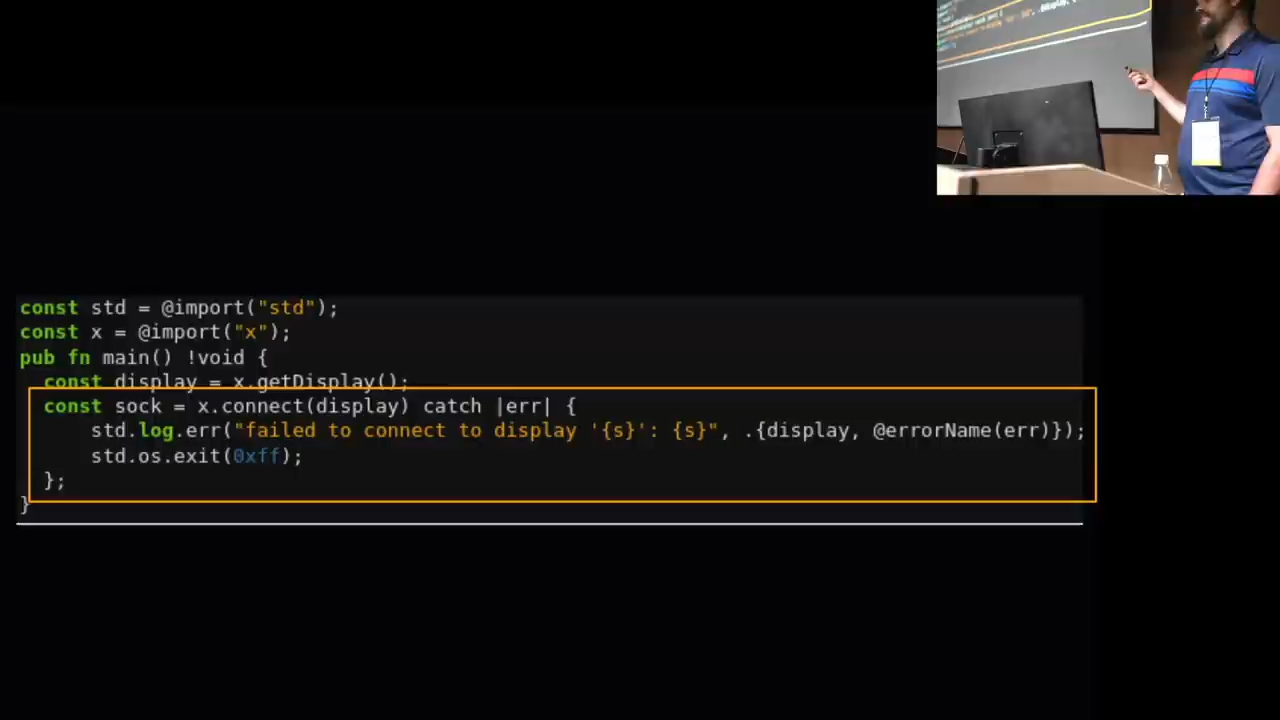 const std = @import("std");
const x = @import("x");
pub fn main() !void {
  const display = x.getDisplay();
  const sock = x.connect(display) catch |err| {
      std.log.err("failed to connect to display '{s}': {s}", .{display, @errorName(err)});
      std.os.exit(0xff);
  };
}